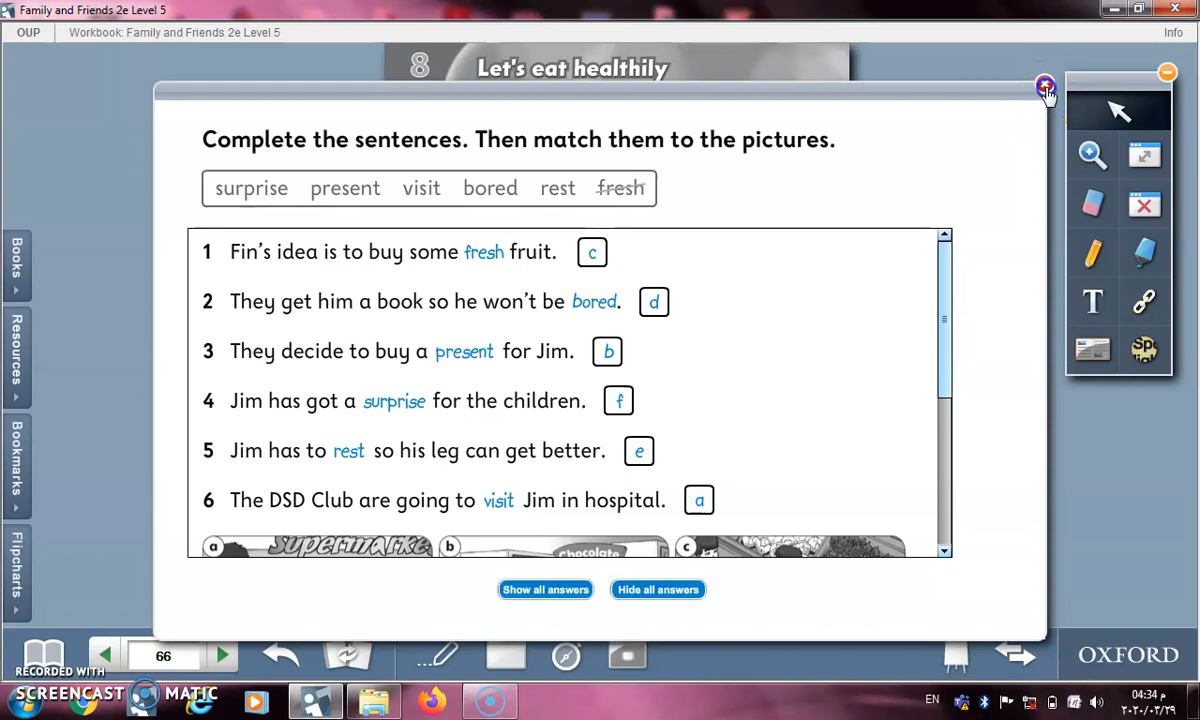 Family and Friends 2e Level 5
OUP Workbook: Family and Friends 2e Level 5 Info
8 Let's eat healthily
Complete the sentences. Then match them to the pictures.
surprise present visit bored rest fresh
1 Fin's idea is to buy some fresh fruit. c
2 They get him a book so he won't be bored. d
3 They decide to buy a present for Jim. b
4 Jim has got a surprise for the children. f
5 Jim has to rest so his leg can get better. e
6 The DSD Club are going to visit Jim in hospital. a
a Supermarke
b Chocolate
c
Show all answers Hide all answers
Books
Resources
Bookmarks
Flipcharts
T
Sp
66
OXFORD
RECORDED WITH
SCREENCAST MATIC
EN
04:34 م
٢٠٢٠/٠٣/٢٩